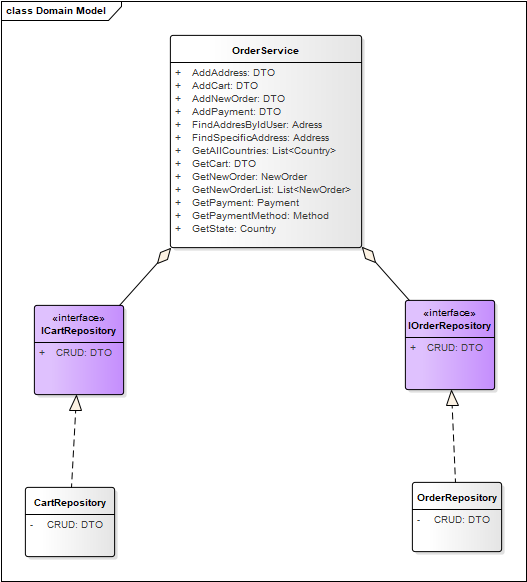 class Domain Model
OrderService
+ AddAddress: DTO
+ AddCart: DTO
+ AddNewOrder: DTO
+ AddPayment: DTO
+ FindAddresByIdUser: Adress
+ FindSpecificAddress: Address
+ GetAllCountries: List<Country>
+ GetCart: DTO
+ GetNewOrder: NewOrder
+ GetNewOrderList: List<NewOrder>
+ GetPayment: Payment
+ GetPaymentMethod: Method
+ GetState: Country
«interface»
ICartRepository
+ CRUD: DTO
«interface»
IOrderRepository
+ CRUD: DTO
CartRepository
- CRUD: DTO
OrderRepository
- CRUD: DTO